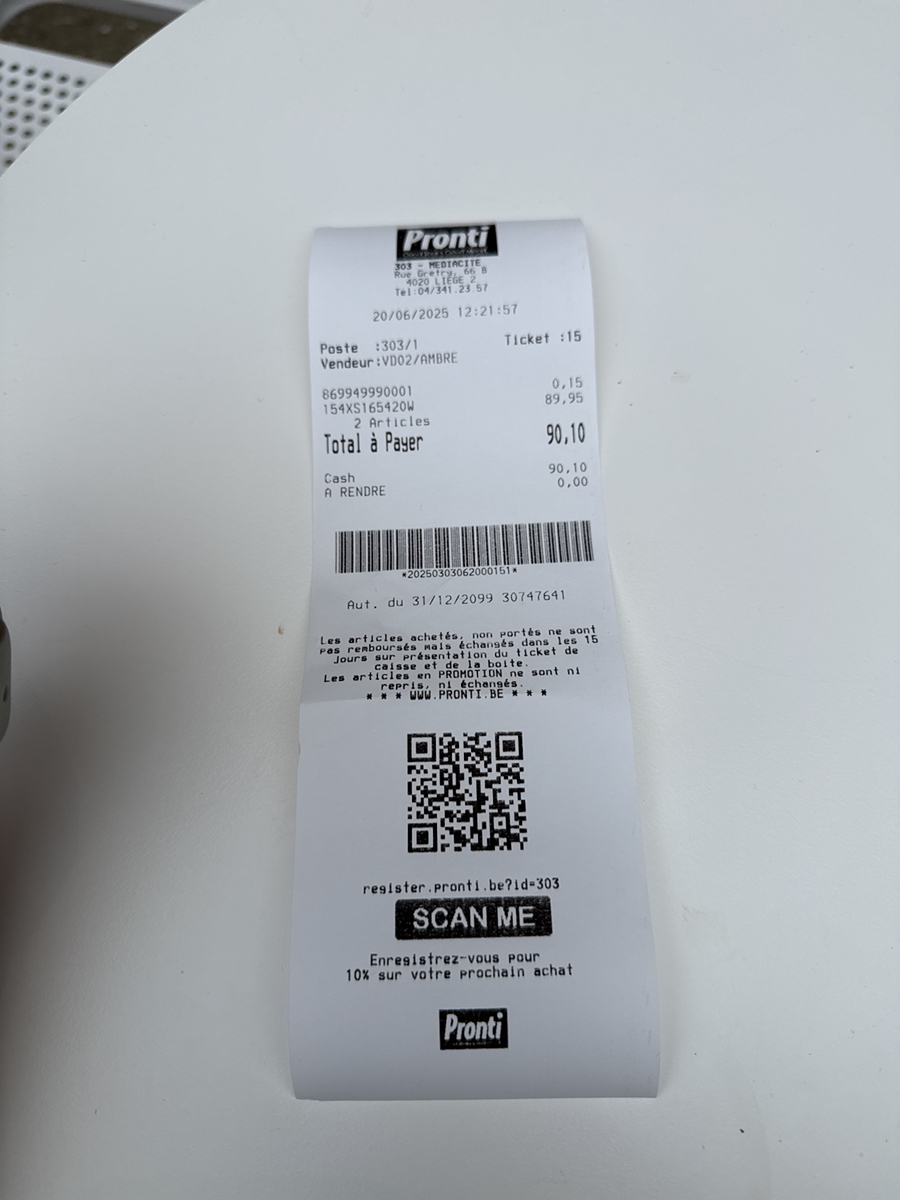 Pronti
303 - MEDIACITE
Rue Gretry, 66 B
4020 LIEGE 2
Tel:04/341.23.57
20/06/2025 12:21:57
Poste :303/1 Ticket :15
Vendeur:VD02/AMBRE
869949990001 0,15
154XS165420W 89,95
2 Articles
Total à Payer 90,10
Cash 90,10
A RENDRE 0,00
*20250303062000151*
Aut. du 31/12/2099 30747641
Les articles achetés, non portés ne sont
pas remboursés mais échangés dans les 15
Jours sur présentation du ticket de
caisse et de la boite.
Les articles en PROMOTION ne sont ni
repris, ni échangés.
* * * WWW.PRONTI.BE * * *
register.pronti.be?id=303
SCAN ME
Enregistrez-vous pour
10% sur votre prochain achat
Pronti